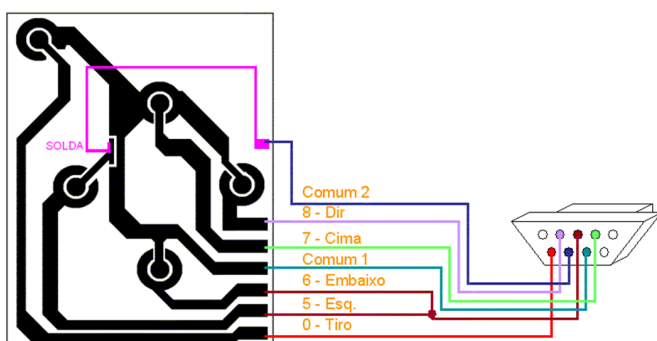 SOLDA
Comum 2
8 - Dir
7 - Cima
Comum 1
6 - Embaixo
5 - Esq.
0 - Tiro